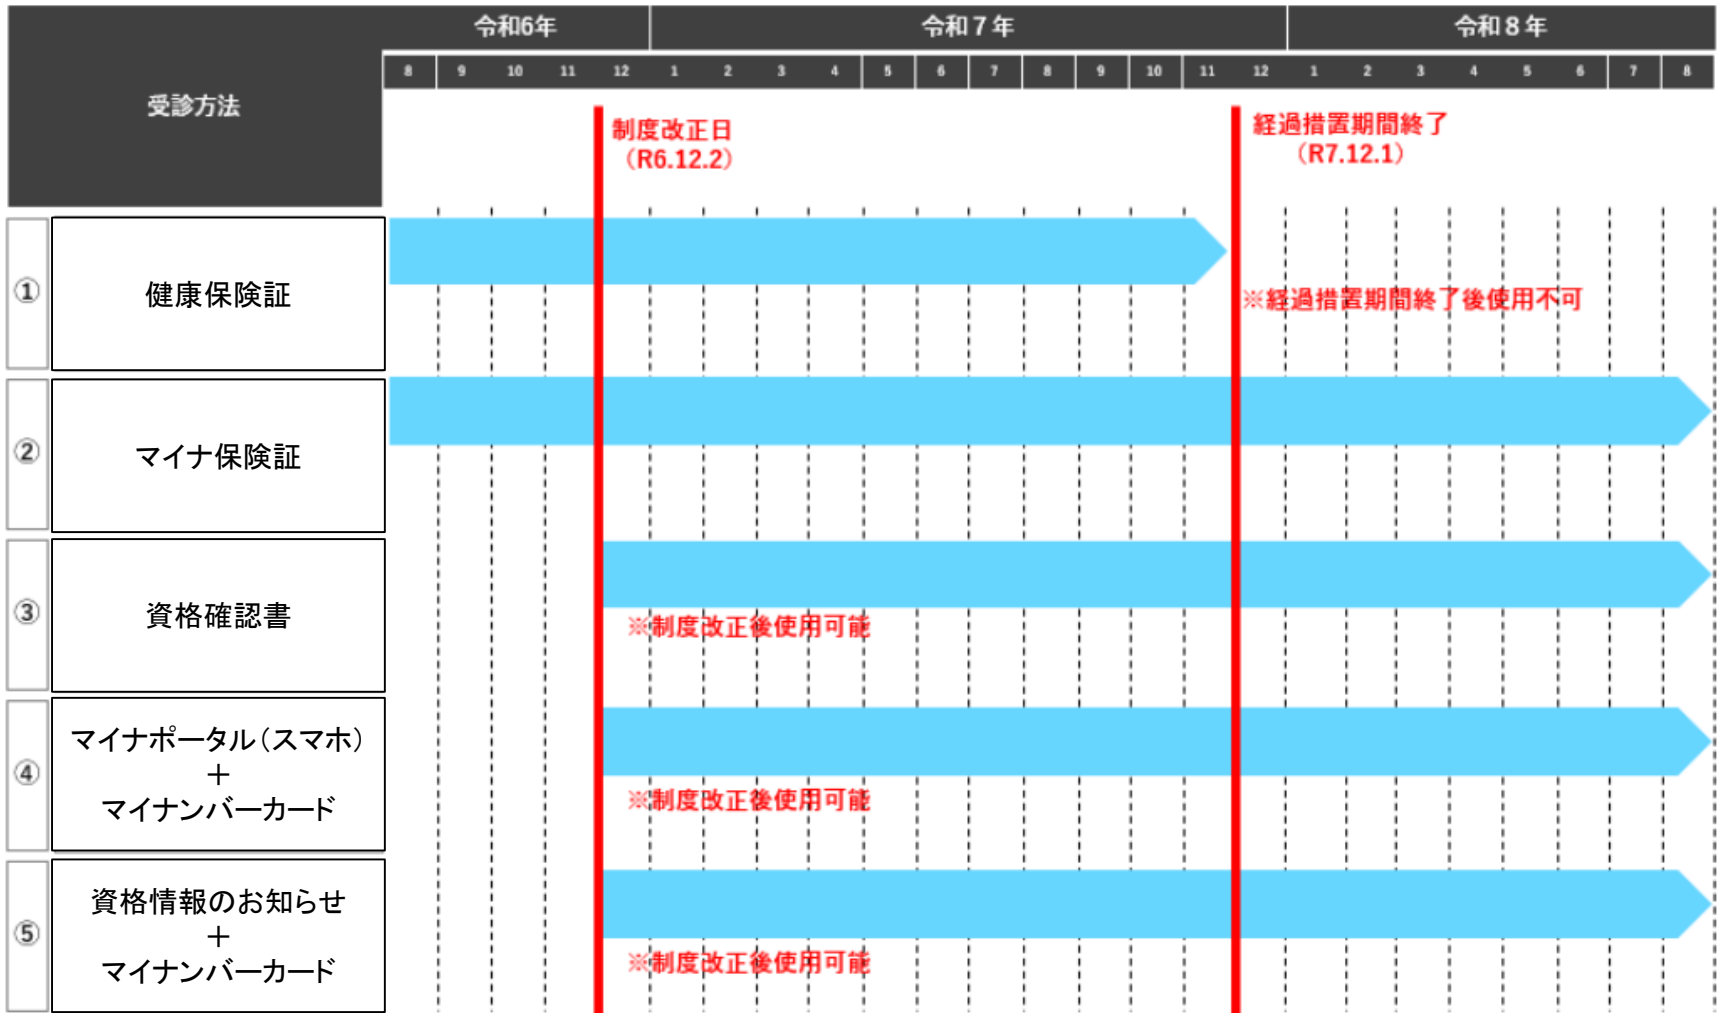 受診方法
令和6年
令和７年
令和８年
8 9 10 11 12 1 2 3 4 5 6 7 8 9 10 11 12 1 2 3 4 5 6 7 8
制度改正日
（R6.12.2）
経過措置期間終了
（R7.12.1）
①
健康保険証
※経過措置期間終了後使用不可
②
マイナ保険証
③
資格確認書
※制度改正後使用可能
④
マイナポータル（スマホ）
＋
マイナンバーカード
※制度改正後使用可能
⑤
資格情報のお知らせ
＋
マイナンバーカード
※制度改正後使用可能